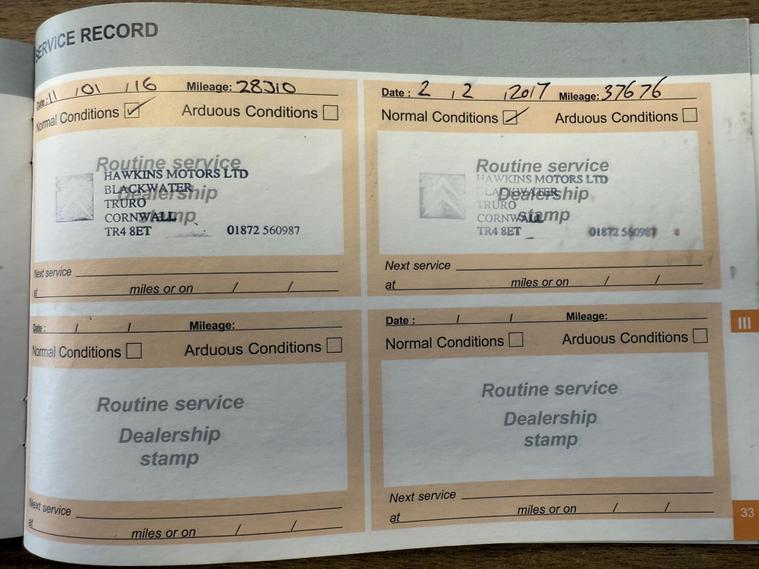 SERVICE RECORD
Date : 11 / 01 / 16 Mileage: 28310
Normal Conditions ☑ Arduous Conditions ☐
Routine service
Dealership
stamp
HAWKINS MOTORS LTD
BLACKWATER
TRURO
CORNWALL
TR4 8ET 01872 560987
Next service
at miles or on / /
Date : 2 / 2 / 2017 Mileage: 37676
Normal Conditions ☑ Arduous Conditions ☐
Routine service
Dealership
stamp
HAWKINS MOTORS LTD
BLACKWATER
TRURO
CORNWALL
TR4 8ET 01872 560987
Next service
at miles or on / /
Date : / / Mileage:
Normal Conditions ☐ Arduous Conditions ☐
Routine service
Dealership
stamp
Next service
at miles or on / /
Date : / / Mileage:
Normal Conditions ☐ Arduous Conditions ☐
Routine service
Dealership
stamp
Next service
at miles or on / /
III
33